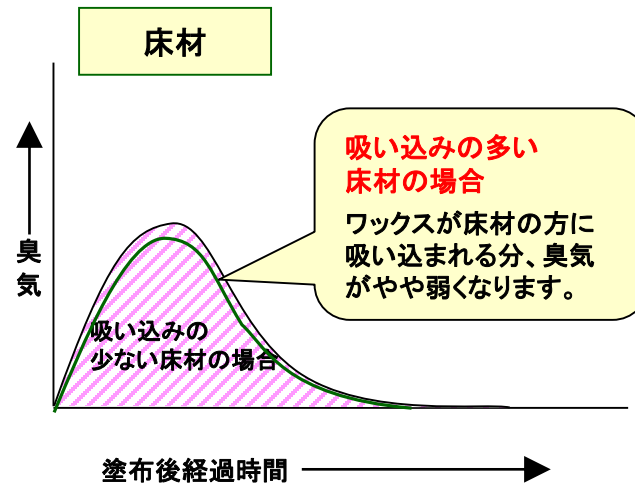 床材
吸い込みの多い
床材の場合
ワックスが床材の方に
吸い込まれる分、臭気
がやや弱くなります。
臭
気
吸い込みの
少ない床材の場合
塗布後経過時間